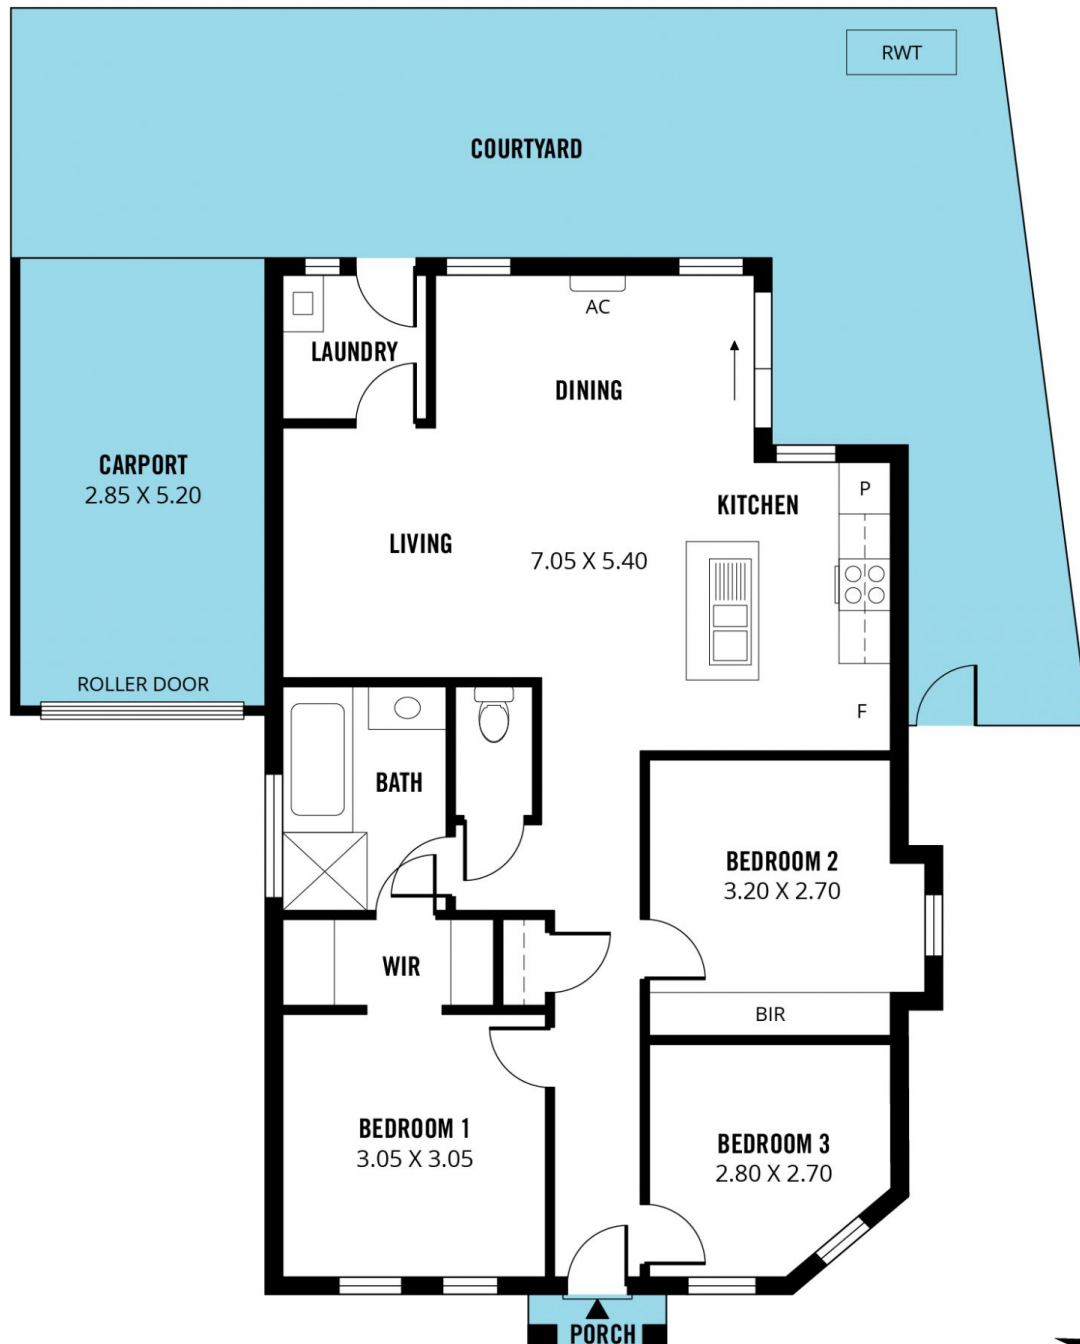 RWT
COURTYARD
AC
LAUNDRY
DINING
CARPORT
2.85 X 5.20
P
KITCHEN
LIVING
7.05 X 5.40
ROLLER DOOR
F
BATH
BEDROOM 2
3.20 X 2.70
WIR
BIR
BEDROOM 1
3.05 X 3.05
BEDROOM 3
2.80 X 2.70
PORCH